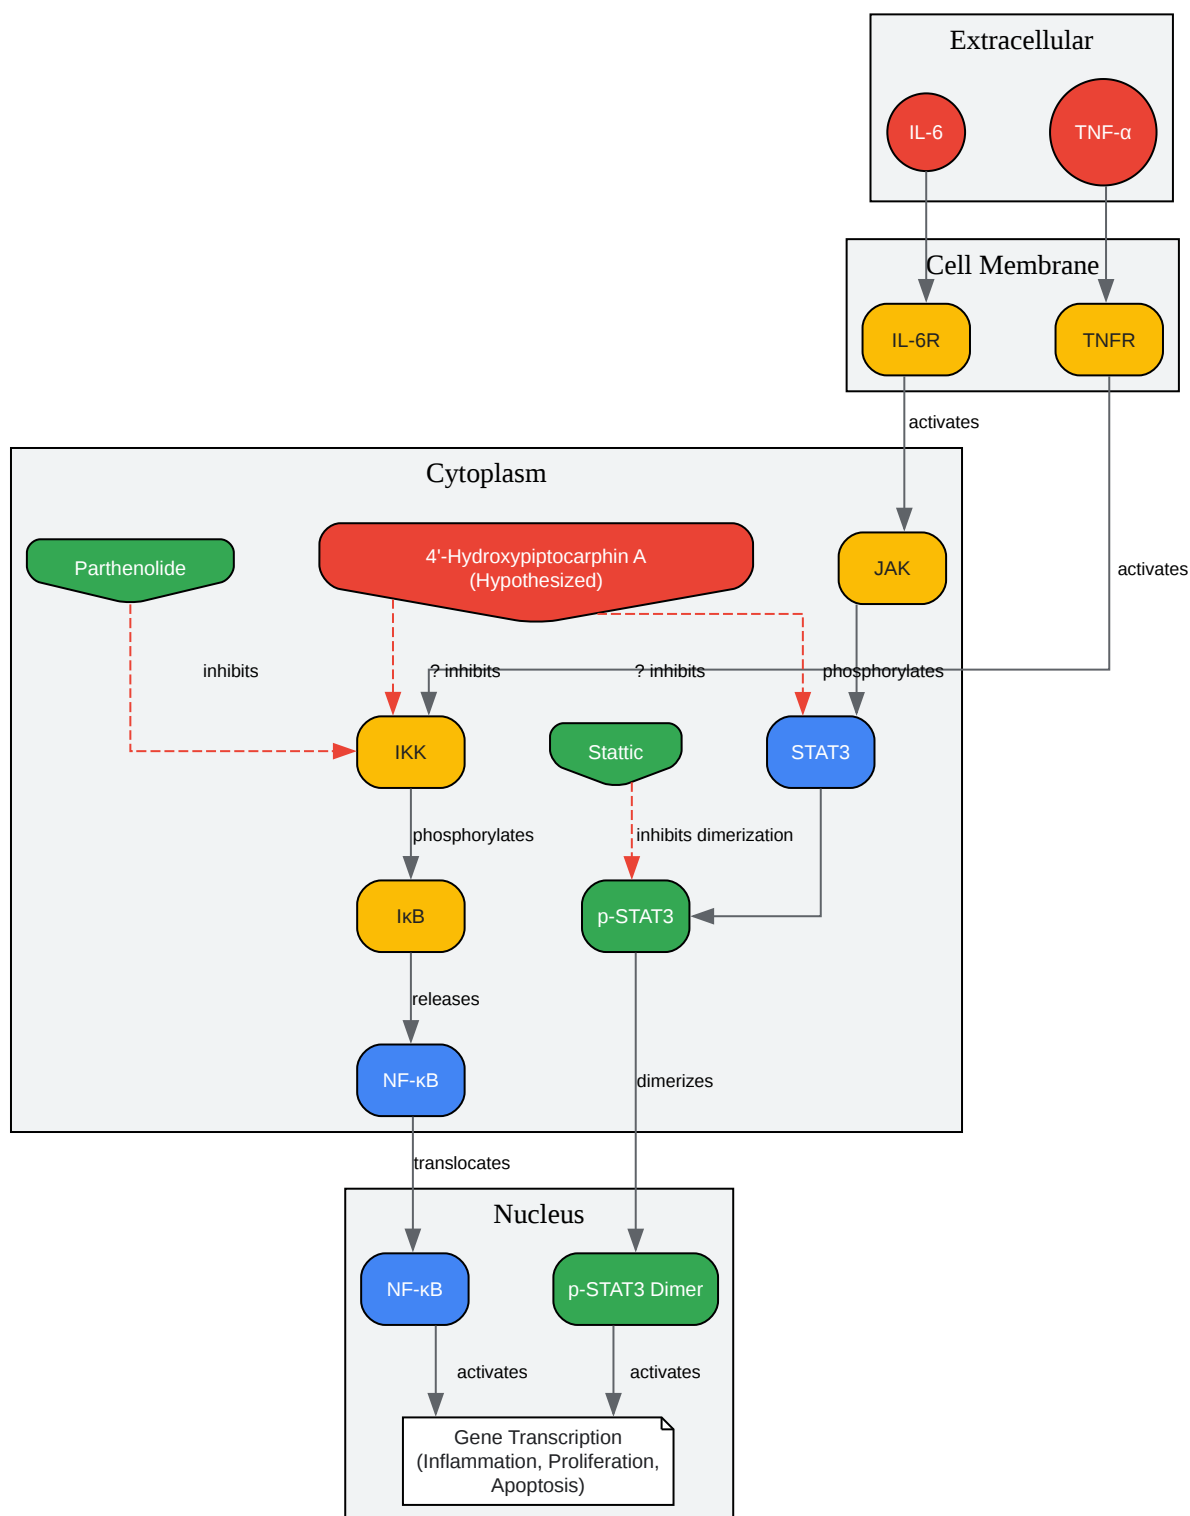 Extracellular
IL-6
TNF-α
Cell Membrane
IL-6R
TNFR
activates
Cytoplasm
Parthenolide
4'-Hydroxypiptocarphin A
(Hypothesized)
JAK
activates
inhibits
? inhibits
? inhibits
phosphorylates
IKK
Stattic
STAT3
phosphorylates
inhibits dimerization
IκB
p-STAT3
releases
NF-κB
dimerizes
translocates
Nucleus
NF-κB
p-STAT3 Dimer
activates
activates
Gene Transcription
(Inflammation, Proliferation,
Apoptosis)